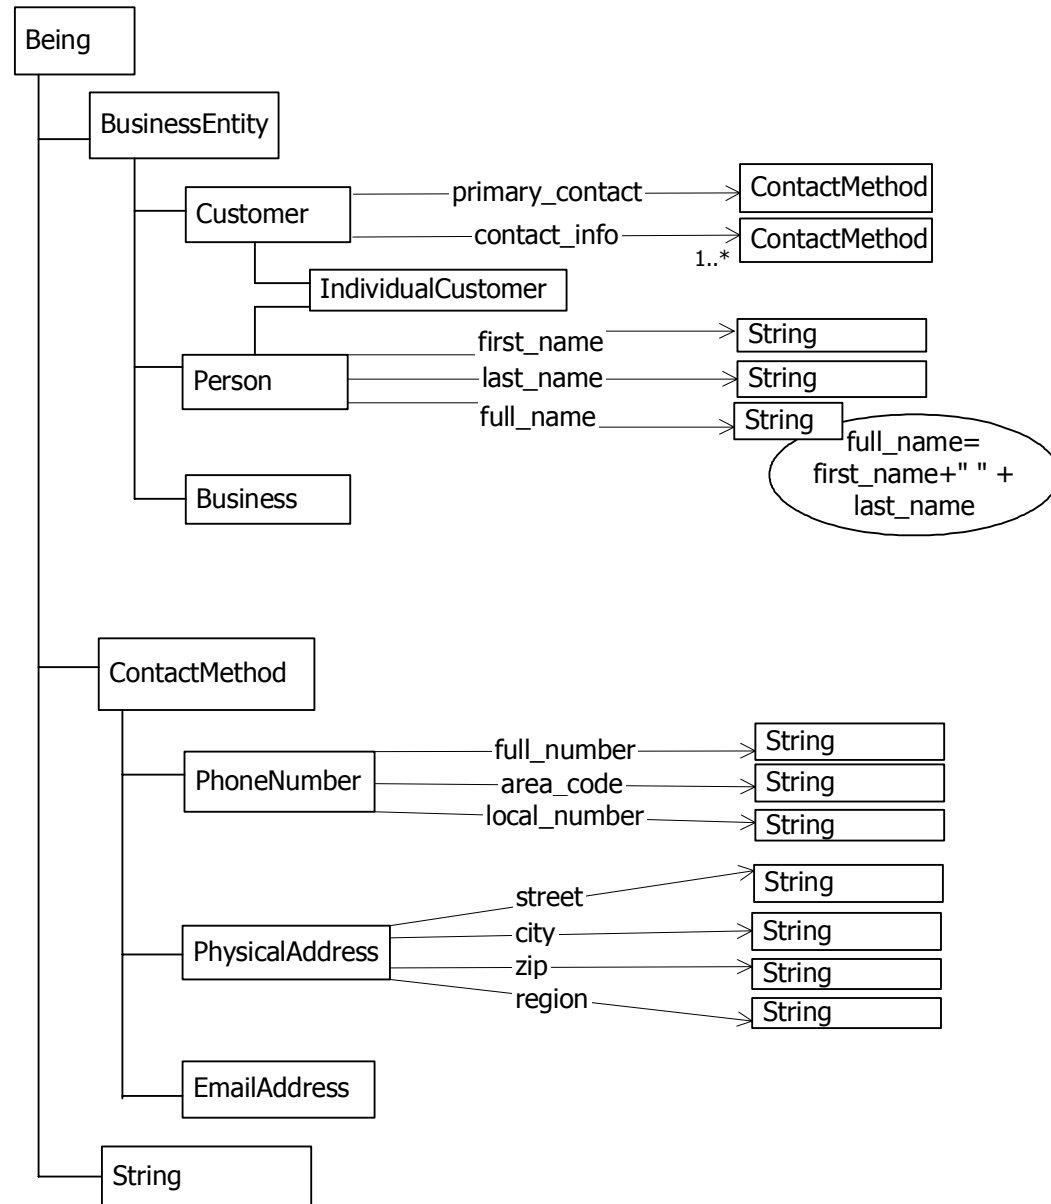 Being
BusinessEntity
Customer
primary_contact
ContactMethod
contact_info
1..*
ContactMethod
IndividualCustomer
Person
first_name
String
last_name
String
full_name
String
full_name=
first_name+" " +
last_name
Business
ContactMethod
PhoneNumber
full_number
String
area_code
String
local_number
String
PhysicalAddress
street
String
city
String
zip
String
region
String
EmailAddress
String